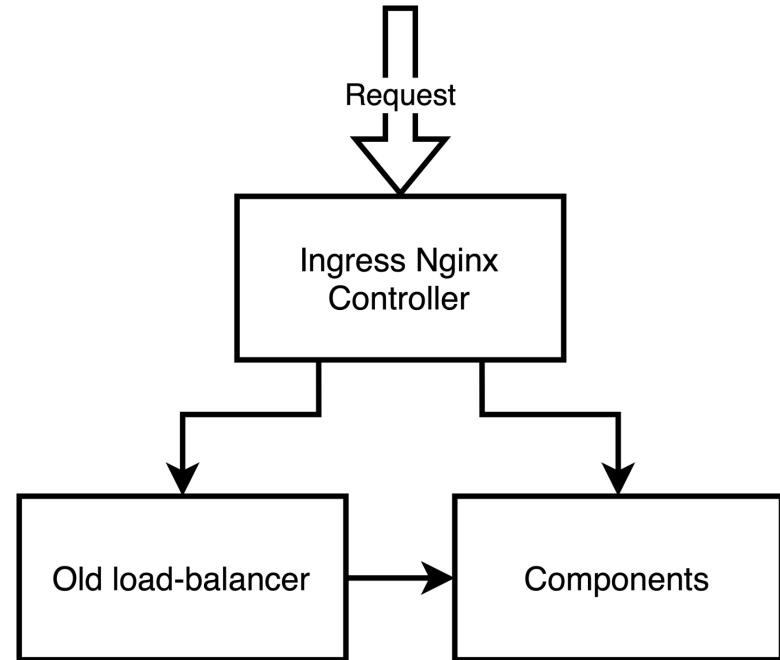 Request
Ingress Nginx
Controller
Old load-balancer
Components